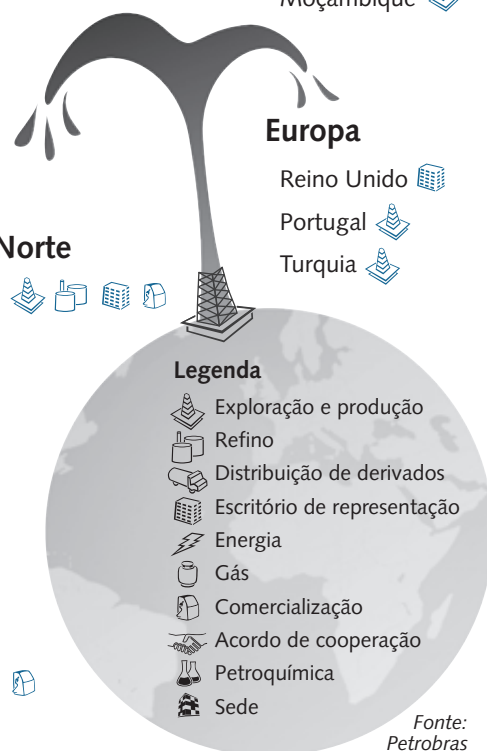 Moçambique
Europa
Reino Unido
Portugal
Turquia
Norte
Legenda
Exploração e produção
Refino
Distribuição de derivados
Escritório de representação
Energia
Gás
Comercialização
Acordo de cooperação
Petroquímica
Sede
Fonte:
Petrobras